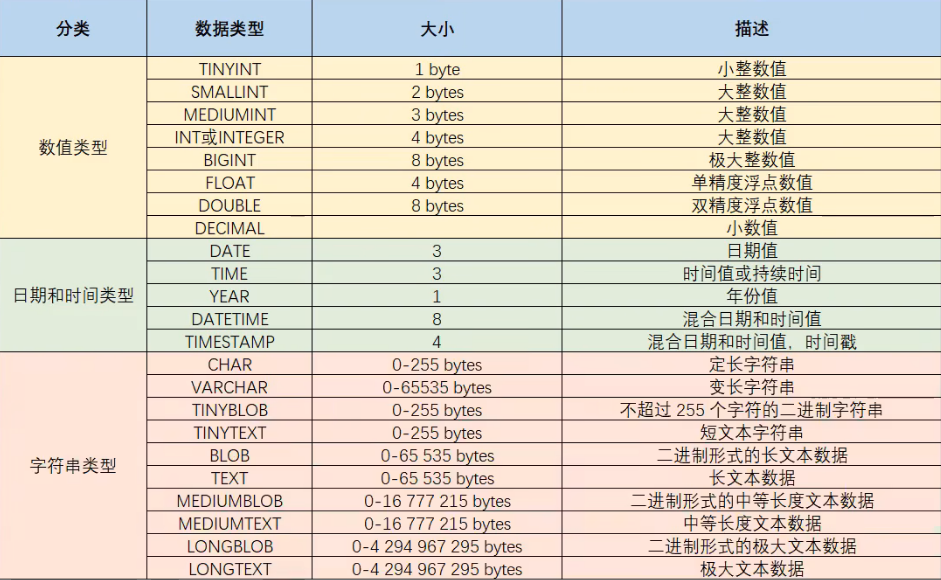 分类 数据类型 大小 描述
数值类型
TINYINT 1 byte 小整数值
SMALLINT 2 bytes 大整数值
MEDIUMINT 3 bytes 大整数值
INT或INTEGER 4 bytes 大整数值
BIGINT 8 bytes 极大整数值
FLOAT 4 bytes 单精度浮点数值
DOUBLE 8 bytes 双精度浮点数值
DECIMAL 小数值
日期和时间类型
DATE 3 日期值
TIME 3 时间值或持续时间
YEAR 1 年份值
DATETIME 8 混合日期和时间值
TIMESTAMP 4 混合日期和时间值，时间戳
字符串类型
CHAR 0-255 bytes 定长字符串
VARCHAR 0-65535 bytes 变长字符串
TINYBLOB 0-255 bytes 不超过 255 个字符的二进制字符串
TINYTEXT 0-255 bytes 短文本字符串
BLOB 0-65 535 bytes 二进制形式的长文本数据
TEXT 0-65 535 bytes 长文本数据
MEDIUMBLOB 0-16 777 215 bytes 二进制形式的中等长度文本数据
MEDIUMTEXT 0-16 777 215 bytes 中等长度文本数据
LONGBLOB 0-4 294 967 295 bytes 二进制形式的极大文本数据
LONGTEXT 0-4 294 967 295 bytes 极大文本数据